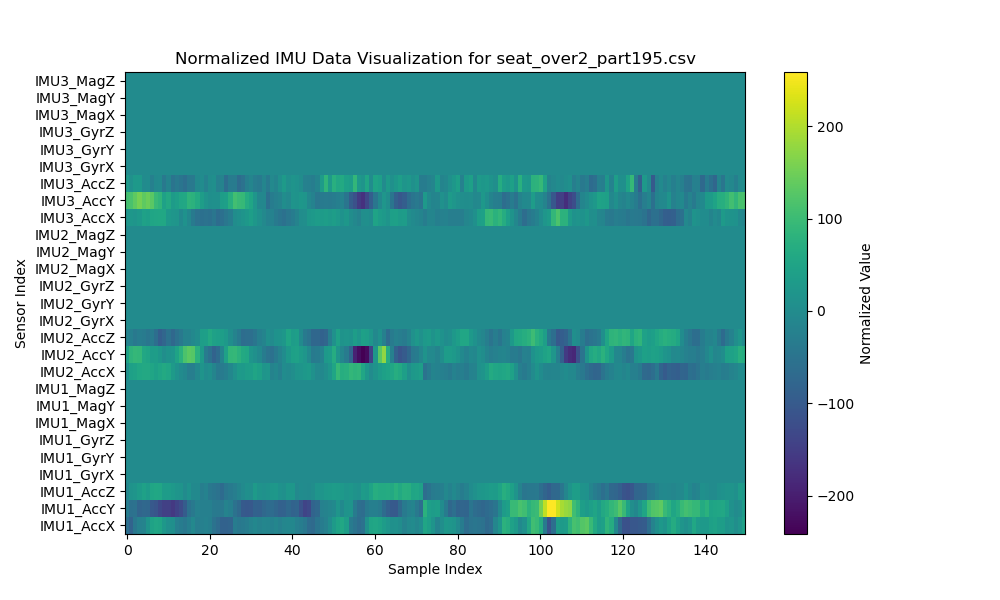 Normalized IMU Data Visualization for seat_over2_part195.csv
IMU3_MagZ
IMU3_MagY
IMU3_MagX
IMU3_GyrZ
IMU3_GyrY
IMU3_GyrX
IMU3_AccZ
IMU3_AccY
IMU3_AccX
IMU2_MagZ
IMU2_MagY
IMU2_MagX
IMU2_GyrZ
IMU2_GyrY
IMU2_GyrX
IMU2_AccZ
IMU2_AccY
IMU2_AccX
IMU1_MagZ
IMU1_MagY
IMU1_MagX
IMU1_GyrZ
IMU1_GyrY
IMU1_GyrX
IMU1_AccZ
IMU1_AccY
IMU1_AccX
Sensor Index
0 20 40 60 80 100 120 140
Sample Index
200
100
0
−100
−200
Normalized Value